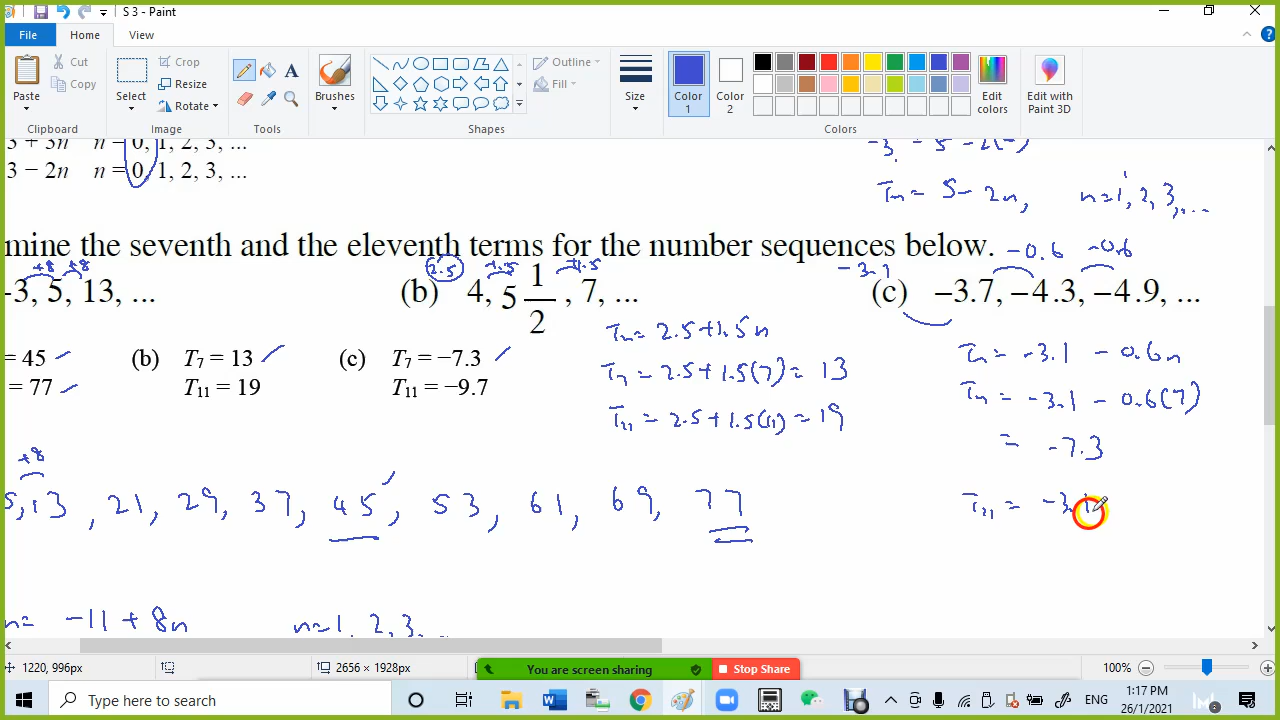 S 3 - Paint
File Home View
Paste Cut Copy Clipboard
Select Crop Resize Rotate Image
Tools
Brushes
Outline Fill Shapes
Size
Color 1 Color 2 Edit colors Edit with Paint 3D Colors
3 + 3n n = 0, 1, 2, 3, ...
3 − 2n n = 0, 1, 2, 3, ...
Tn = 5 - 2n, n = 1, 2, 3, ...
mine the seventh and the eleventh terms for the number sequences below.
-0.6 -0.6
+8 +8 2.5 +1.5 +1.5 -3.1
-3, 5, 13, ... (b) 4, 5 1/2, 7, ... (c) −3.7, −4.3, −4.9, ...
Tn = 2.5 + 1.5n
= 45 (b) T7 = 13 (c) T7 = −7.3
= 77 T11 = 19 T11 = −9.7
T7 = 2.5 + 1.5(7) = 13
T11 = 2.5 + 1.5(11) = 19
Tn = -3.1 - 0.6n
Tn = -3.1 - 0.6(7)
= -7.3
T11 = -3.1
+8
5, 13, 21, 29, 37, 45, 53, 61, 69, 77
n = -11 + 8n n = 1, 2, 3, ...
1220, 996px 2656 × 1928px 100%
You are screen sharing Stop Share
Type here to search
ENG 1:17 PM
26/1/2021